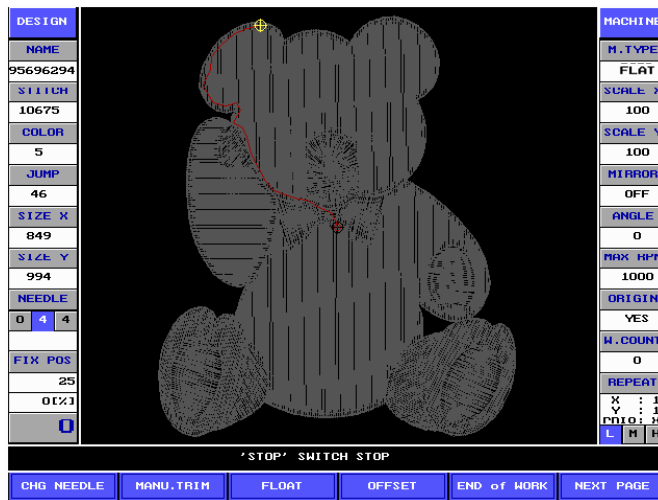 DESIGN
NAME
95696294
STITCH
10675
COLOR
5
JUMP
46
SIZE X
849
SIZE Y
994
NEEDLE
0 4 4
FIX POS
25
0[%]
0
MACHINE
M.TYPE
FLAT
SCALE X
100
SCALE Y
100
MIRROR
OFF
ANGLE
0
MAX RPM
1000
ORIGIN
YES
W.COUNT
0
REPEAT
X : 1
Y : 1
L M H
'STOP' SWITCH STOP
CHG NEEDLE MANU.TRIM FLOAT OFFSET END of WORK NEXT PAGE